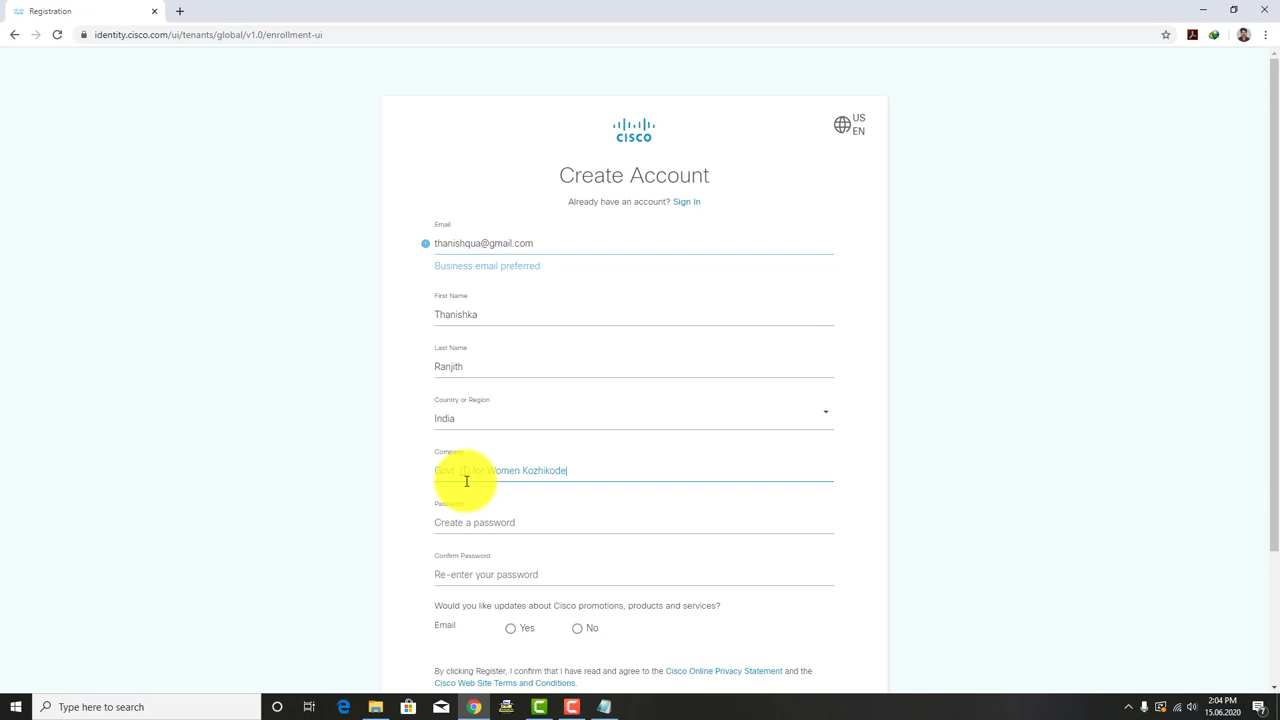 Registration
identity.cisco.com/ui/tenants/global/v1.0/enrollment-ui
CISCO
US
EN
Create Account
Already have an account? Sign In
Email
thanishqua@gmail.com
Business email preferred
First Name
Thanishka
Last Name
Ranjith
Country or Region
India
Company
Govt. ITI for Women Kozhikode
Password
Create a password
Confirm Password
Re-enter your password
Would you like updates about Cisco promotions, products and services?
Email Yes No
By clicking Register, I confirm that I have read and agree to the Cisco Online Privacy Statement and the
Cisco Web Site Terms and Conditions.
Type here to search
2:04 PM
15.06.2020